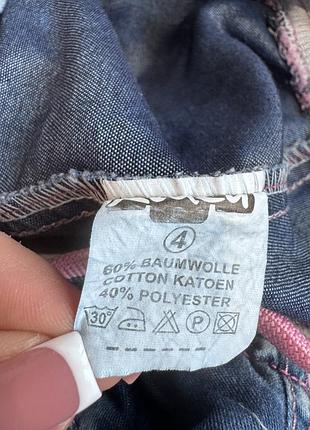 4
60% BAUMWOLLE
COTTON KATOEN
40% POLYESTER
30°